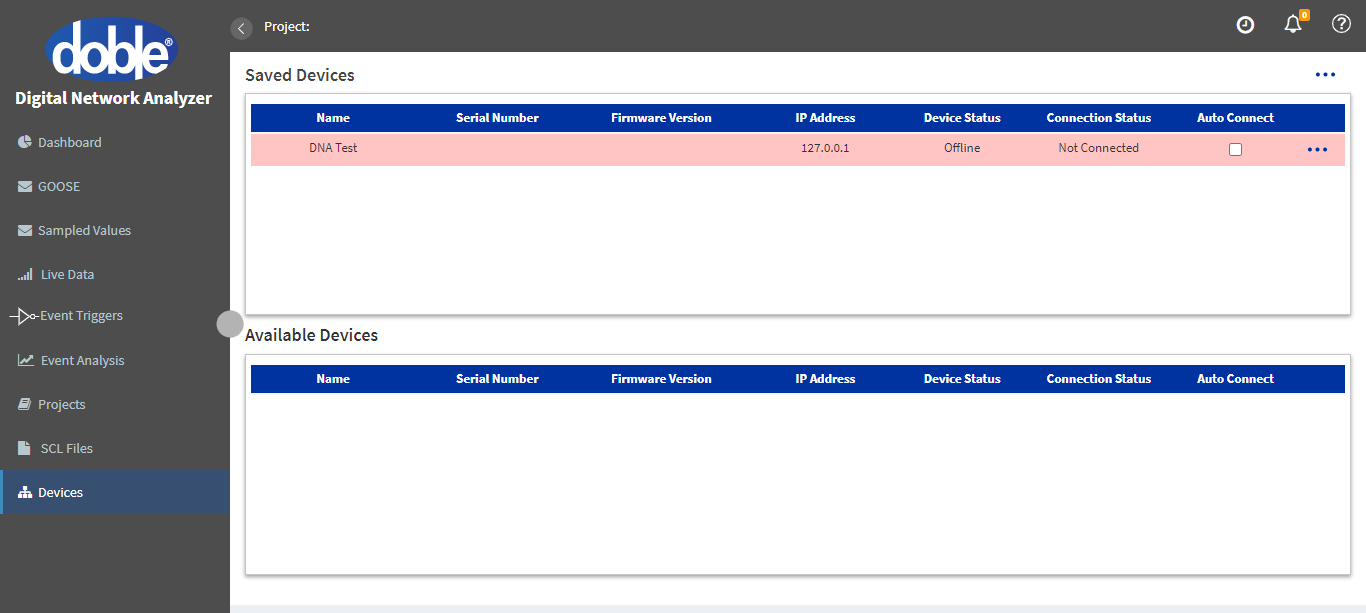 doble®
Digital Network Analyzer
Dashboard
GOOSE
Sampled Values
Live Data
Event Triggers
Event Analysis
Projects
SCL Files
Devices
Project:
0
?
Saved Devices
Name Serial Number Firmware Version IP Address Device Status Connection Status Auto Connect
DNA Test 127.0.0.1 Offline Not Connected
Available Devices
Name Serial Number Firmware Version IP Address Device Status Connection Status Auto Connect